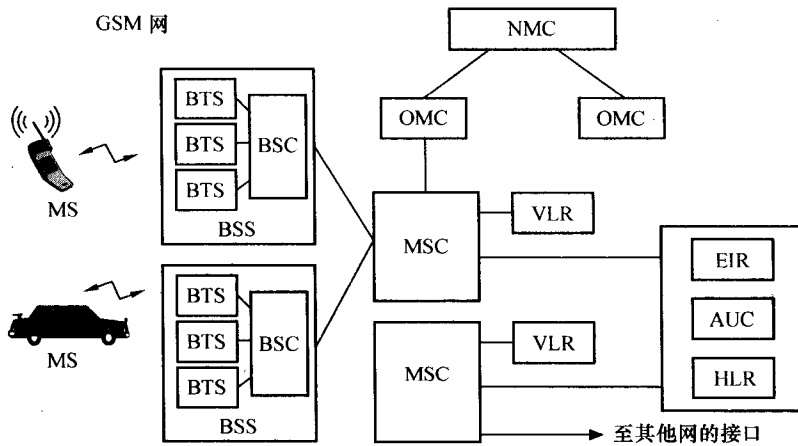 GSM 网
NMC
OMC
OMC
MS
BTS
BTS
BTS
BSC
BSS
MSC
VLR
EIR
AUC
HLR
MS
BTS
BTS
BTS
BSC
BSS
MSC
VLR
至其他网的接口